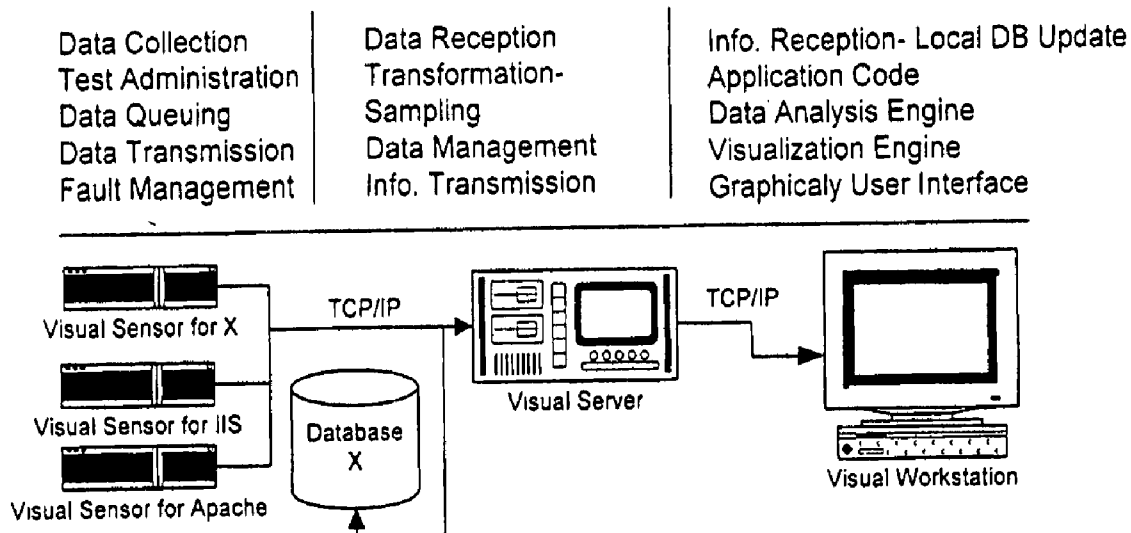 Data Collection
Test Administration
Data Queuing
Data Transmission
Fault Management
Data Reception
Transformation-
Sampling
Data Management
Info. Transmission
Info. Reception- Local DB Update
Application Code
Data Analysis Engine
Visualization Engine
Graphicaly User Interface
Visual Sensor for X
Visual Sensor for IIS
Visual Sensor for Apache
TCP/IP
Database
X
Visual Server
TCP/IP
Visual Workstation